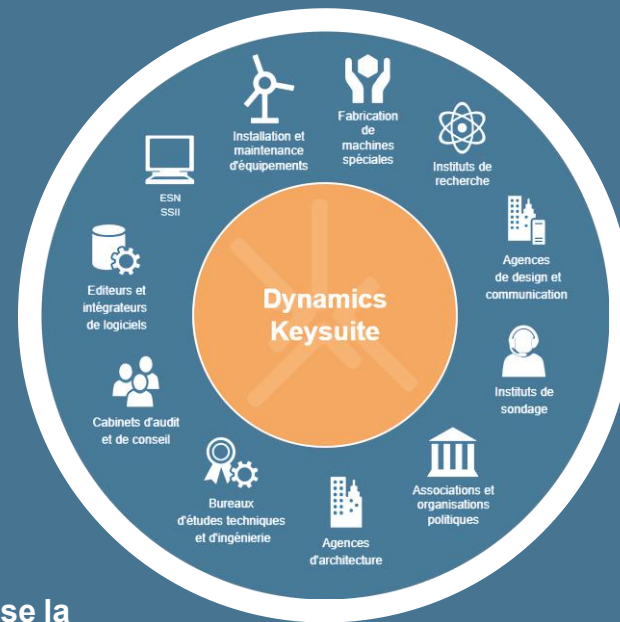 Installation et
maintenance
d'équipements
Fabrication
de
machines
spéciales
Instituts de
recherche
ESN
SSII
Agences
de design et
communication
Editeurs et
intégrateurs
de logiciels
Dynamics
Keysuite
Instituts de
sondage
Cabinets d'audit
et de conseil
Associations et
organisations
politiques
Bureaux
d'études techniques
et d'ingénierie
Agences
d'architecture
se la